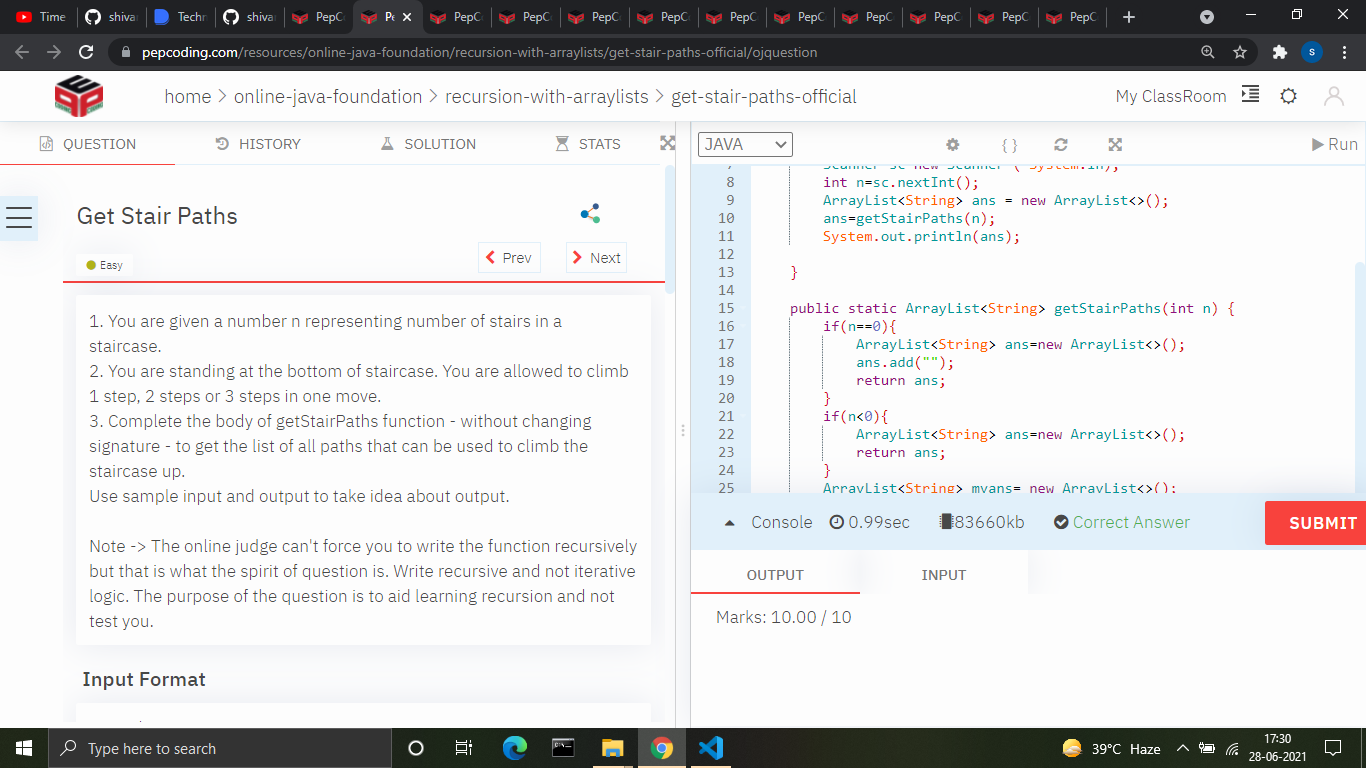 Time
shiva
Techn
shiva
PepC
Pe
PepC
PepC
PepC
PepC
PepC
PepC
PepC
PepC
PepC
PepC
pepcoding.com/resources/online-java-foundation/recursion-with-arraylists/get-stair-paths-official/ojquestion
S
home > online-java-foundation > recursion-with-arraylists > get-stair-paths-official
My ClassRoom
QUESTION HISTORY SOLUTION STATS
Get Stair Paths
Easy
Prev Next
1. You are given a number n representing number of stairs in a
staircase.
2. You are standing at the bottom of staircase. You are allowed to climb
1 step, 2 steps or 3 steps in one move.
3. Complete the body of getStairPaths function - without changing
signature - to get the list of all paths that can be used to climb the
staircase up.
Use sample input and output to take idea about output.
Note -> The online judge can't force you to write the function recursively
but that is what the spirit of question is. Write recursive and not iterative
logic. The purpose of the question is to aid learning recursion and not
test you.
Input Format
JAVA { } Run
7 Scanner sc=new Scanner ( System.in);
8 int n=sc.nextInt();
9 ArrayList<String> ans = new ArrayList<>();
10 ans=getStairPaths(n);
11 System.out.println(ans);
12
13 }
14
15 public static ArrayList<String> getStairPaths(int n) {
16 if(n==0){
17 ArrayList<String> ans=new ArrayList<>();
18 ans.add("");
19 return ans;
20 }
21 if(n<0){
22 ArrayList<String> ans=new ArrayList<>();
23 return ans;
24 }
25 ArrayList<String> myans= new ArrayList<>();
Console 0.99sec 83660kb Correct Answer SUBMIT
OUTPUT INPUT
Marks: 10.00 / 10
Type here to search
39°C Haze
17:30
28-06-2021